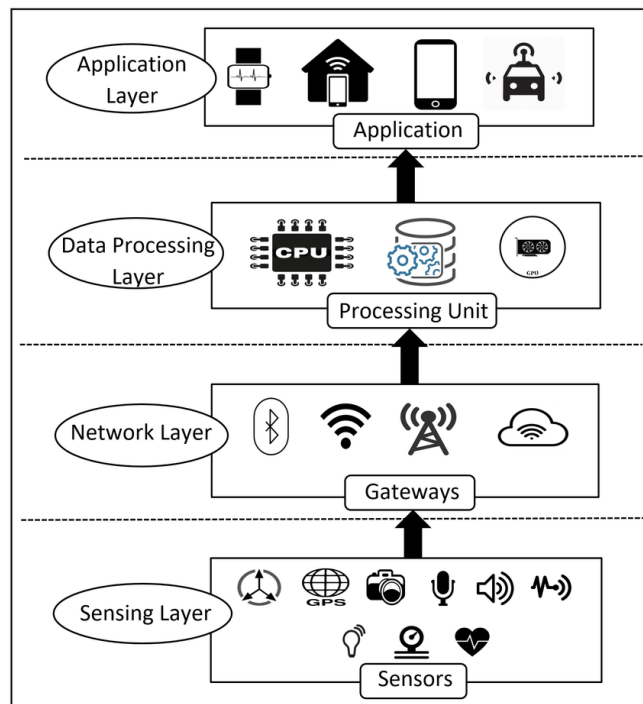 Application
Layer
Application
Data Processing
Layer
CPU
GPU
Processing Unit
Network Layer
Gateways
Sensing Layer
GPS
Sensors